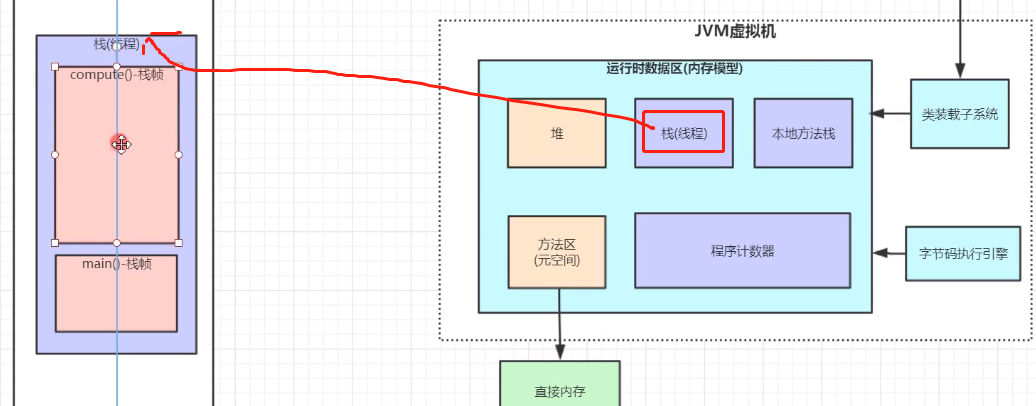 栈(线程)
compute()-栈帧
main()-栈帧
JVM虚拟机
运行时数据区(内存模型)
堆
栈(线程)
本地方法栈
类装载子系统
方法区
(元空间)
程序计数器
字节码执行引擎
直接内存